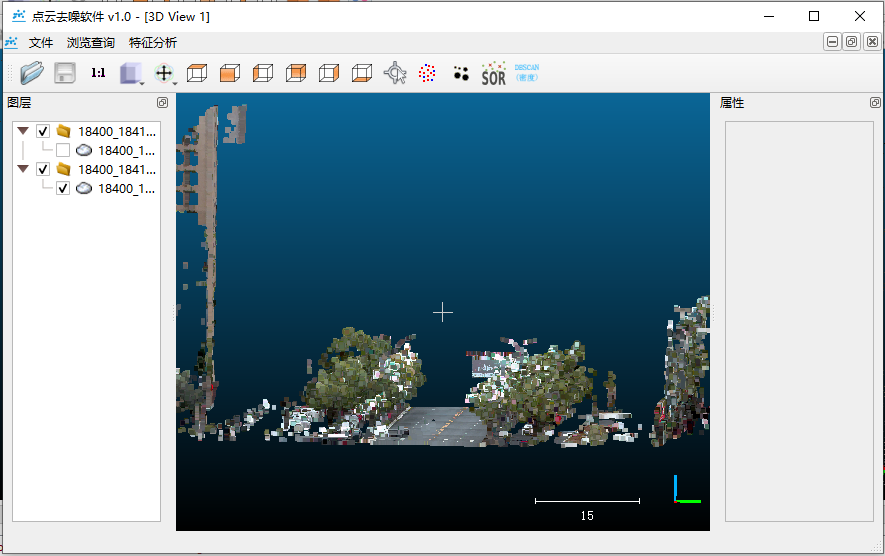 点云去噪软件 v1.0 - [3D View 1]
文件 浏览查询 特征分析
1:1
SOR
DBSCAN
(密度)
图层
属性
18400_1841...
18400_1...
18400_1841...
18400_1...
15